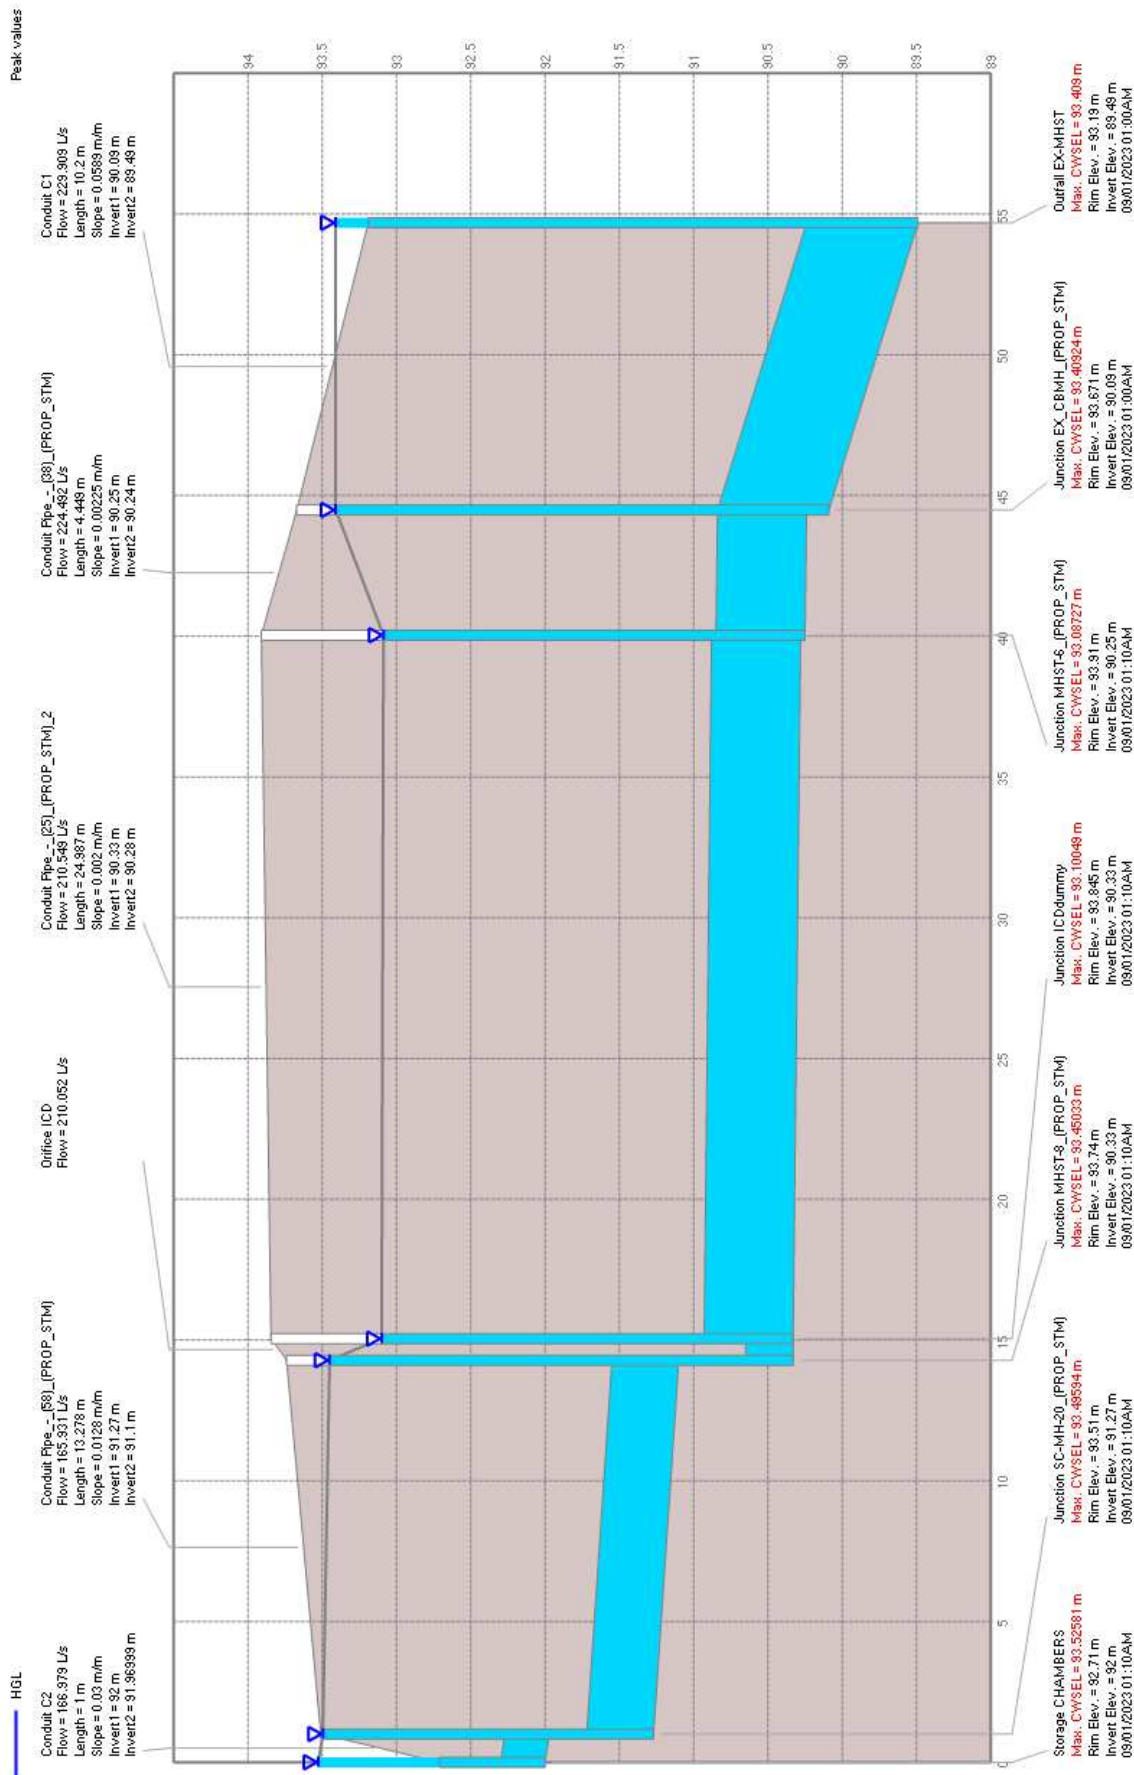 HGL
Peak values
Conduit C2
Flow = 166.979 L/s
Length = 1 m
Slope = 0.03 m/m
Invert1 = 92 m
Invert2 = 91.96999 m
Conduit Pipe_-_(58)_(PROP_STM)
Flow = 165.931 L/s
Length = 13.278 m
Slope = 0.0128 m/m
Invert1 = 91.27 m
Invert2 = 91.1 m
Orifice ICD
Flow = 210.052 L/s
Conduit Pipe_-_(25)_(PROP_STM)_2
Flow = 210.549 L/s
Length = 24.987 m
Slope = 0.002 m/m
Invert1 = 90.33 m
Invert2 = 90.28 m
Conduit Pipe_-_(38)_(PROP_STM)
Flow = 224.492 L/s
Length = 4.449 m
Slope = 0.00225 m/m
Invert1 = 90.25 m
Invert2 = 90.24 m
Conduit C1
Flow = 229.909 L/s
Length = 10.2 m
Slope = 0.0589 m/m
Invert1 = 90.09 m
Invert2 = 89.49 m
94
93.5
93
92.5
92
91.5
91
90.5
90
89.5
89
0
5
10
15
20
25
30
35
40
45
50
55
Storage CHAMBERS
Max. CWSEL = 93.52581 m
Rim Elev. = 92.71 m
Invert Elev. = 92 m
09/01/2023 01:10AM
Junction SC-MH-20_(PROP_STM)
Max. CWSEL = 93.49594 m
Rim Elev. = 93.51 m
Invert Elev. = 91.27 m
09/01/2023 01:10AM
Junction MHST-8_(PROP_STM)
Max. CWSEL = 93.45033 m
Rim Elev. = 93.74 m
Invert Elev. = 90.33 m
09/01/2023 01:10AM
Junction ICDdummy
Max. CWSEL = 93.10049 m
Rim Elev. = 93.845 m
Invert Elev. = 90.33 m
09/01/2023 01:10AM
Junction MHST-6_(PROP_STM)
Max. CWSEL = 93.08727 m
Rim Elev. = 93.91 m
Invert Elev. = 90.25 m
09/01/2023 01:10AM
Junction EX_CBMH_(PROP_STM)
Max. CWSEL = 93.40924 m
Rim Elev. = 93.671 m
Invert Elev. = 90.09 m
09/01/2023 01:00AM
Outfall EX-MHST
Max. CWSEL = 93.409 m
Rim Elev. = 93.19 m
Invert Elev. = 89.49 m
09/01/2023 01:00AM